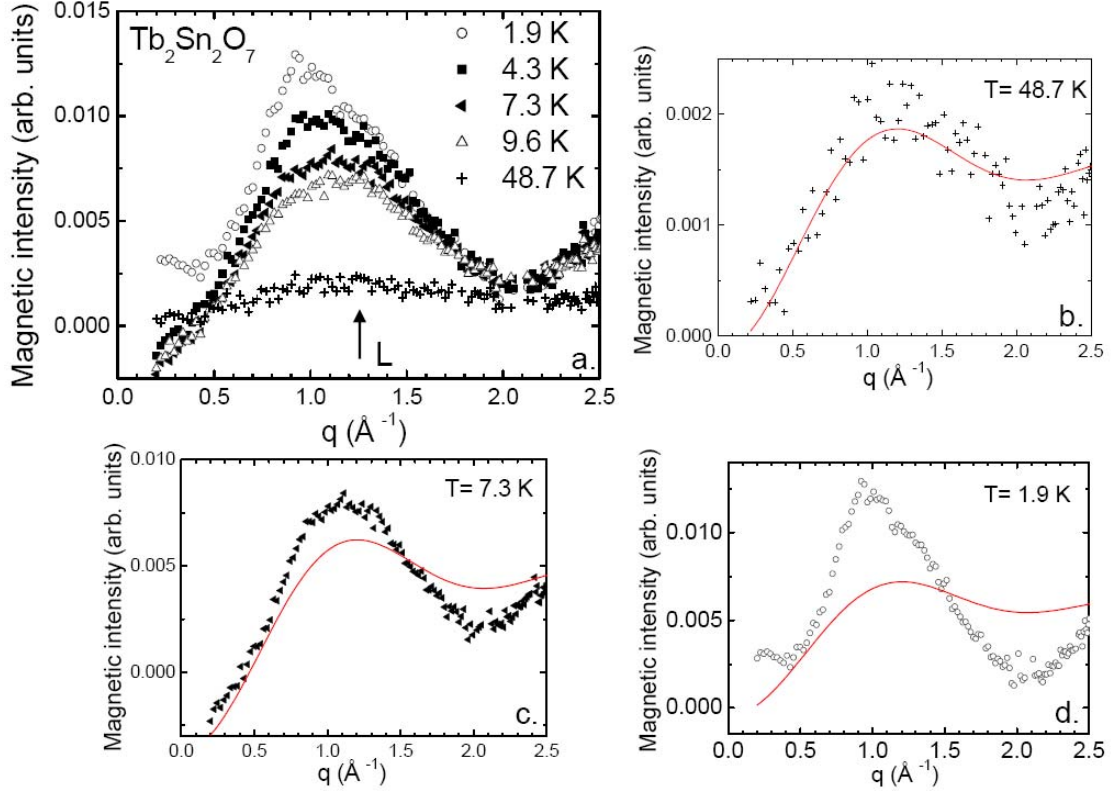 Tb₂Sn₂O₇
1.9 K
4.3 K
7.3 K
9.6 K
48.7 K
0.015
0.010
0.005
0.000
Magnetic intensity (arb. units)
L
a.
0.0 0.5 1.0 1.5 2.0 2.5
q (Å⁻¹)
T= 48.7 K
0.002
0.001
0.000
Magnetic intensity (arb. units)
b.
0.0 0.5 1.0 1.5 2.0 2.5
q (Å⁻¹)
T= 7.3 K
0.010
0.005
0.000
Magnetic intensity (arb. units)
c.
0.0 0.5 1.0 1.5 2.0 2.5
q (Å⁻¹)
T= 1.9 K
0.010
0.005
0.000
Magnetic intensity (arb. units)
d.
0.0 0.5 1.0 1.5 2.0 2.5
q (Å⁻¹)